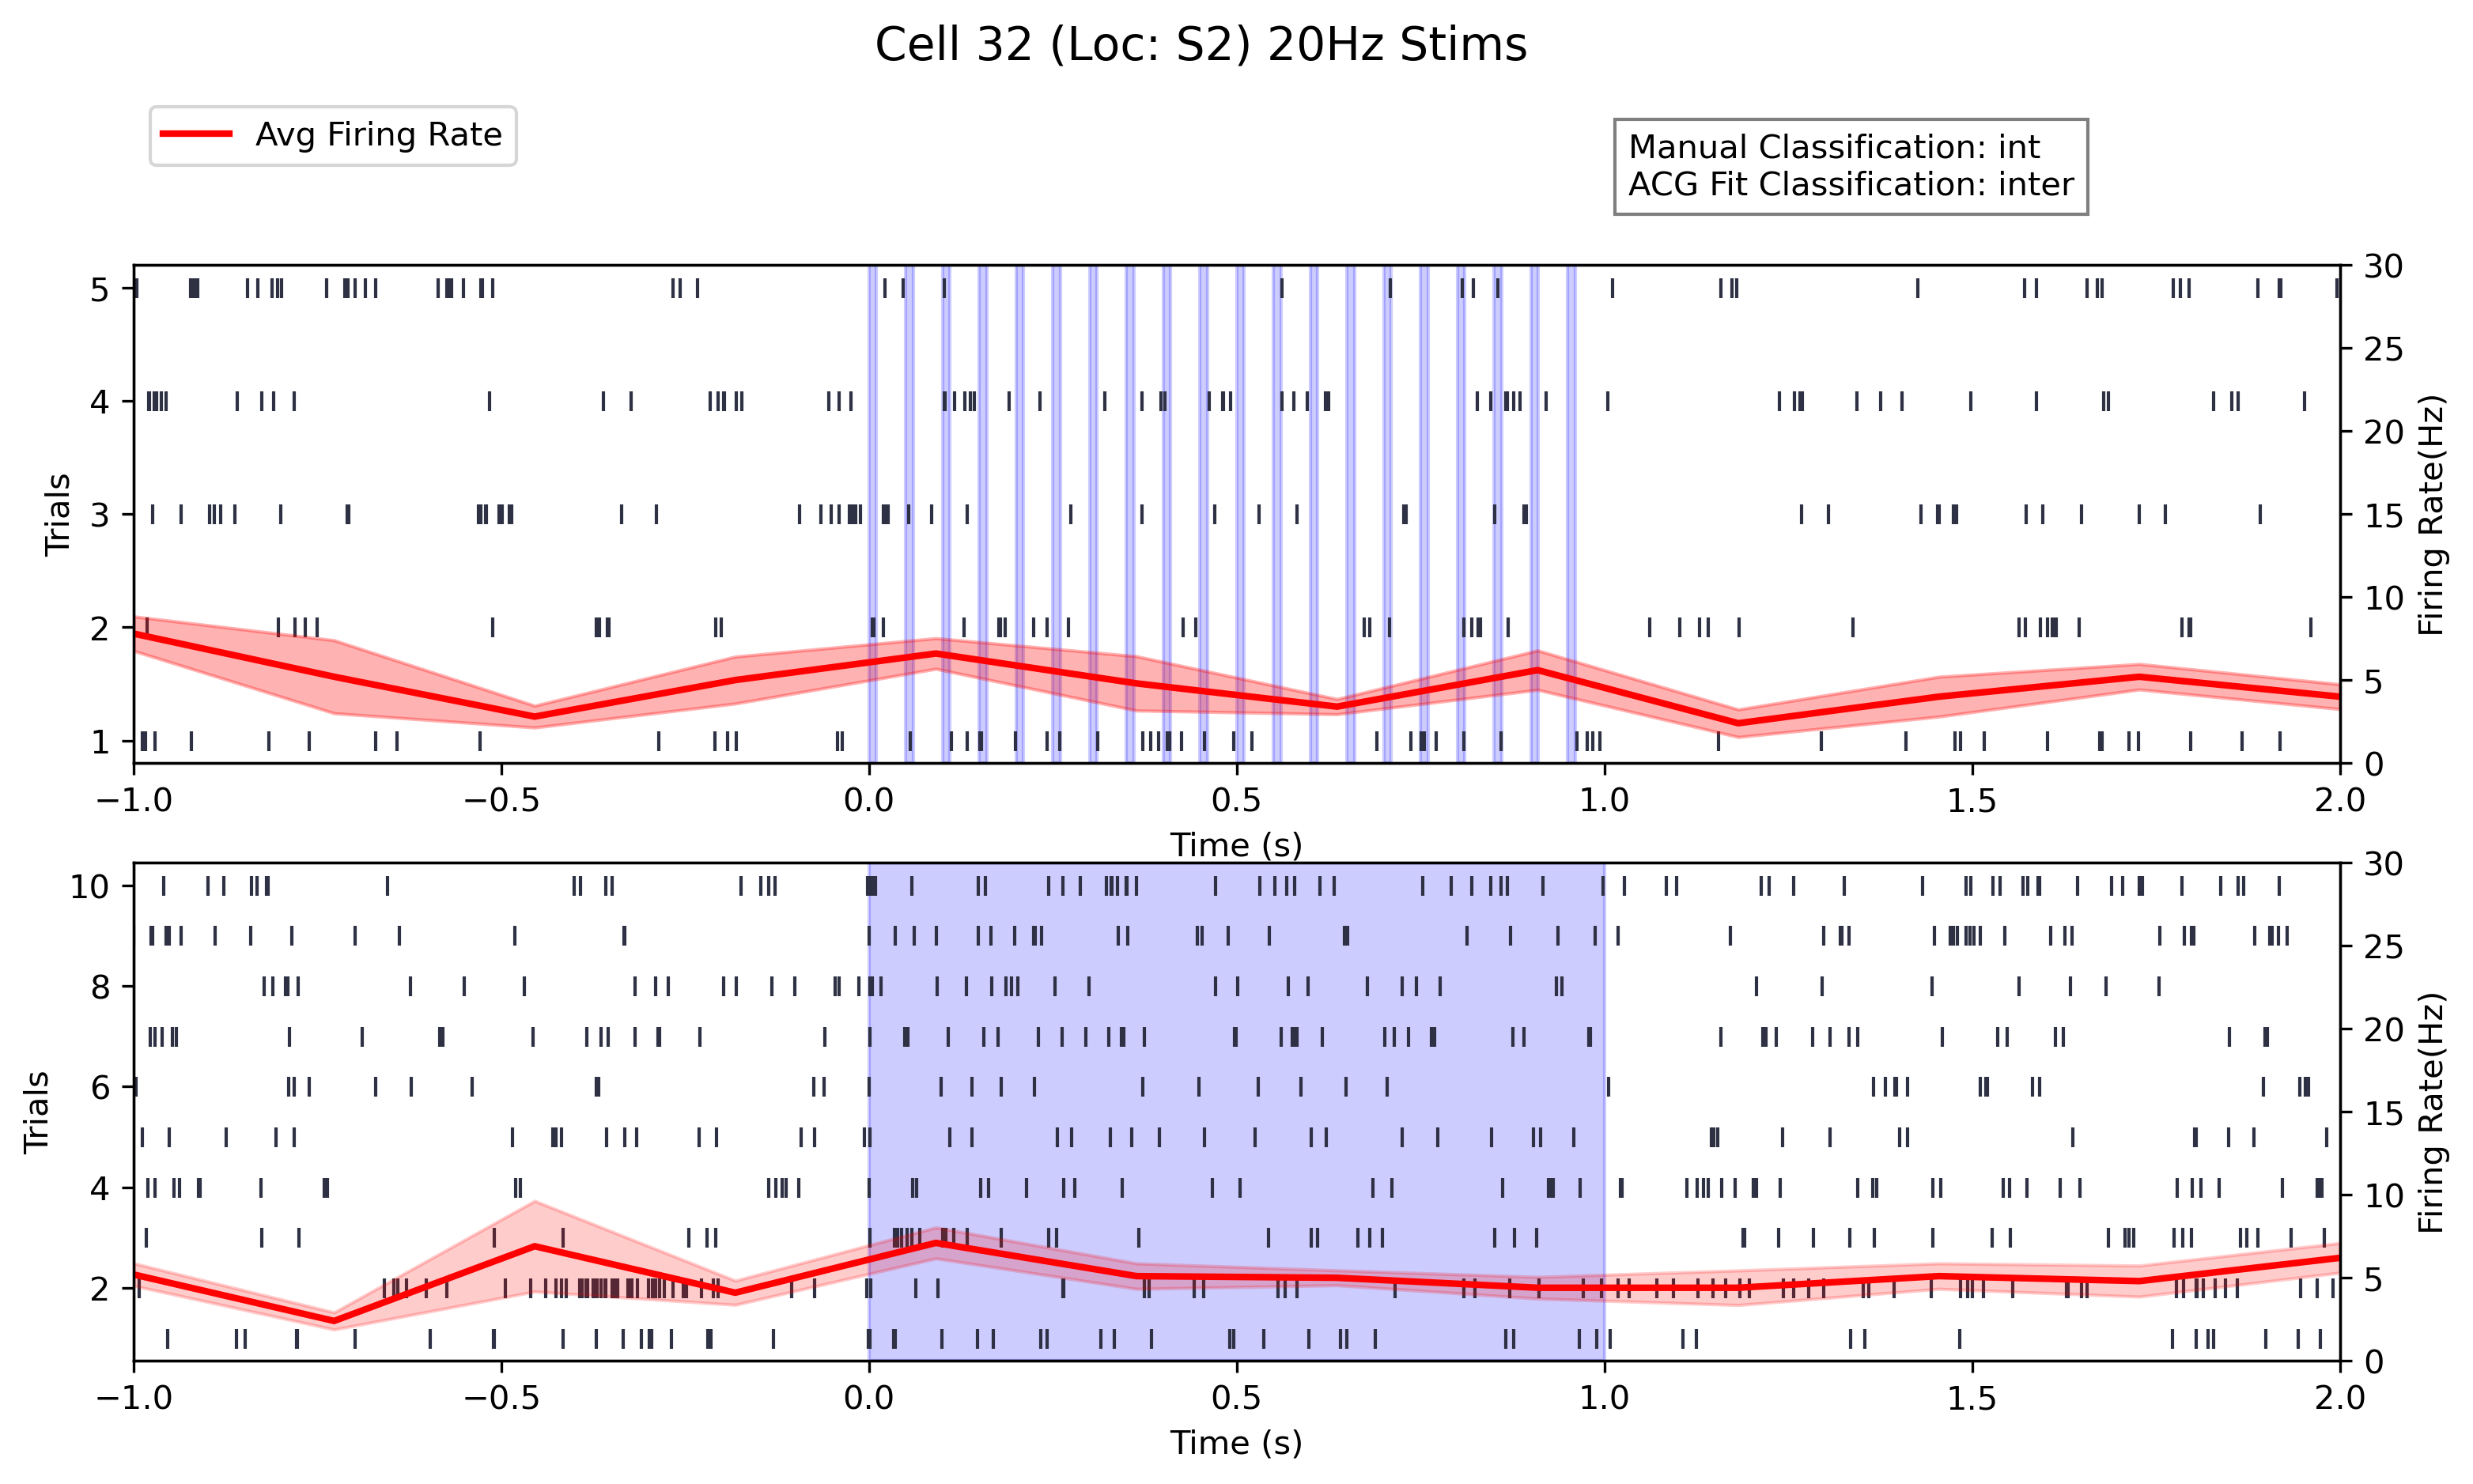 Cell 32 (Loc: S2) 20Hz Stims
Avg Firing Rate
Manual Classification: int
ACG Fit Classification: inter
Trials
5
4
3
2
1
30
25
20
15
10
5
0
Firing Rate(Hz)
−1.0 −0.5 0.0 0.5 1.0 1.5 2.0
Time (s)
Trials
10
8
6
4
2
30
25
20
15
10
5
0
Firing Rate(Hz)
−1.0 −0.5 0.0 0.5 1.0 1.5 2.0
Time (s)